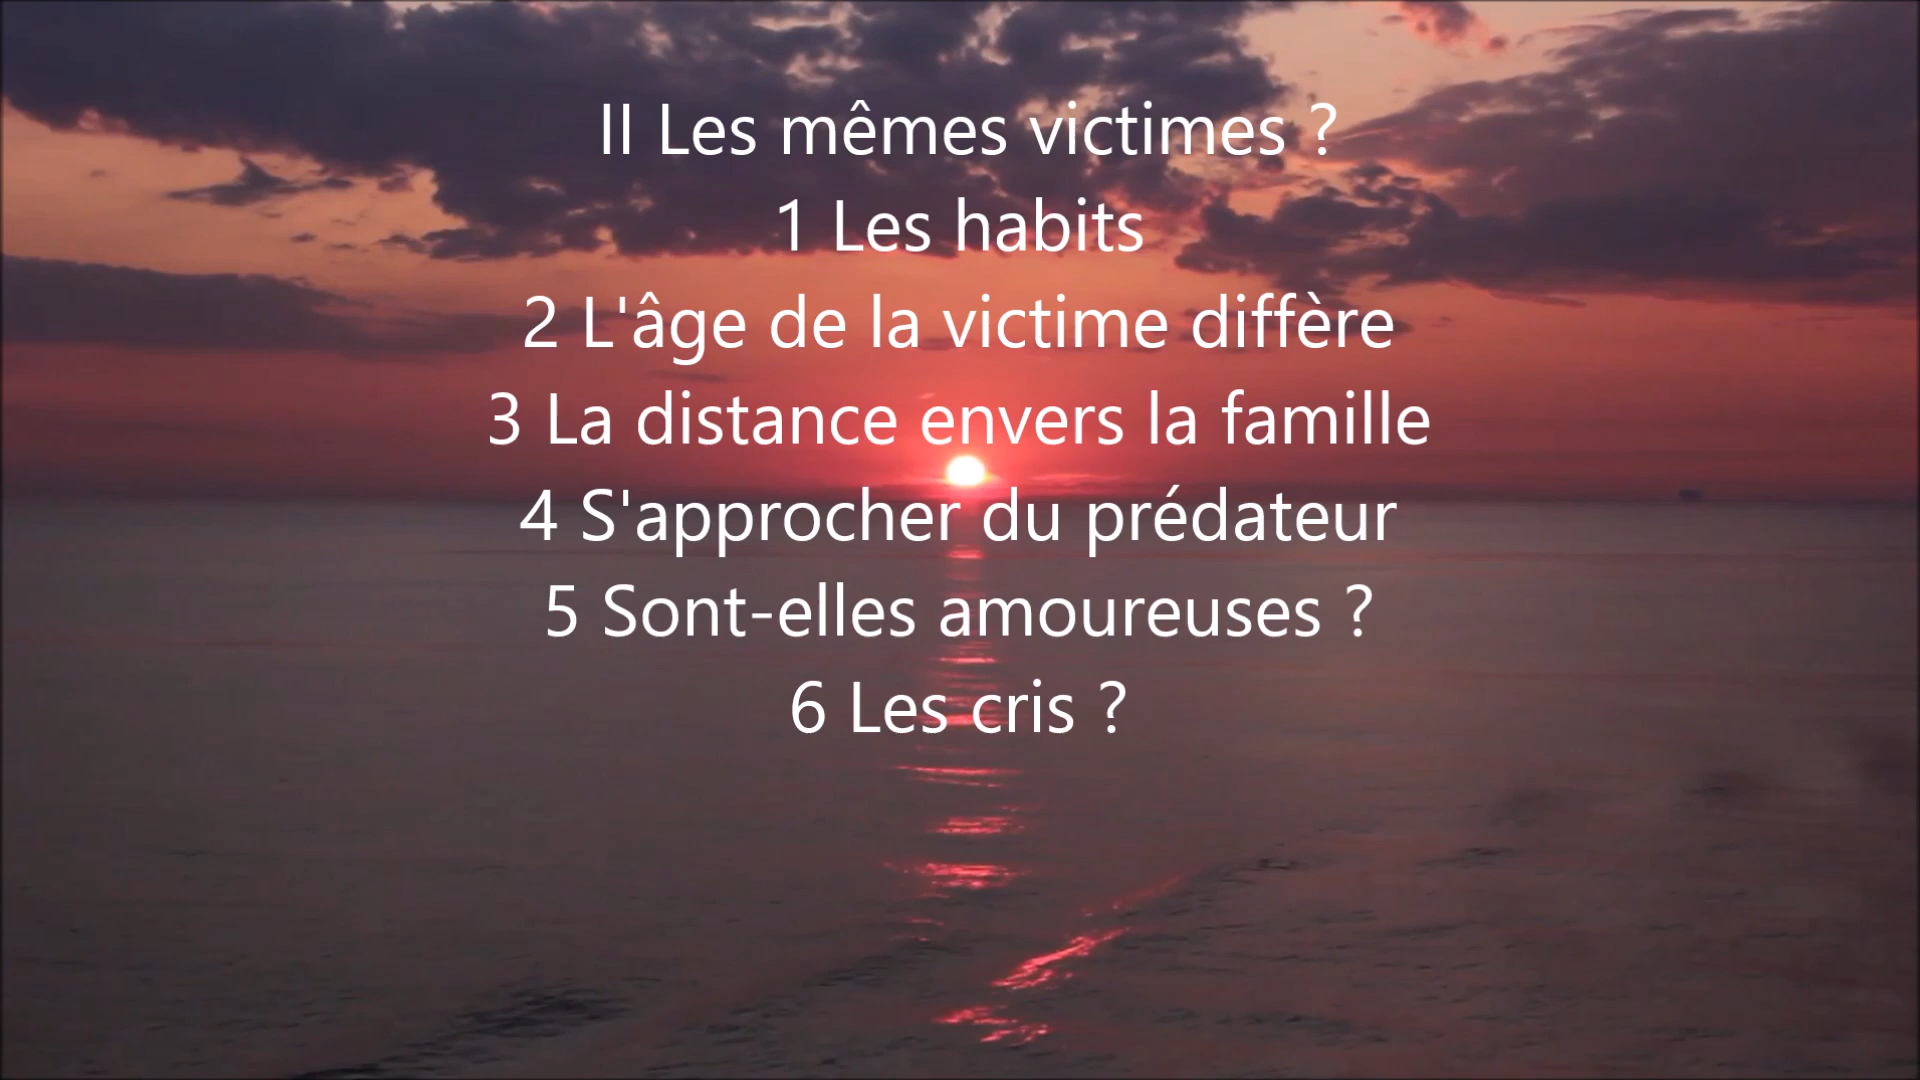 II Les mêmes victimes ?
1 Les habits
2 L'âge de la victime diffère
3 La distance envers la famille
4 S'approcher du prédateur
5 Sont-elles amoureuses ?
6 Les cris ?